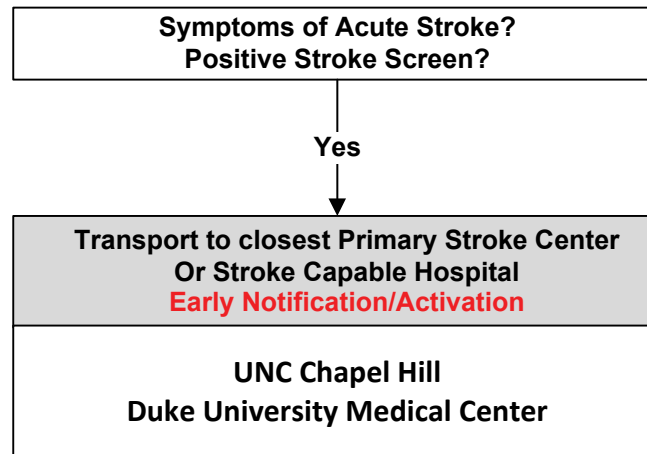 Symptoms of Acute Stroke?
Positive Stroke Screen?
Yes
Transport to closest Primary Stroke Center
Or Stroke Capable Hospital
Early Notification/Activation
UNC Chapel Hill
Duke University Medical Center